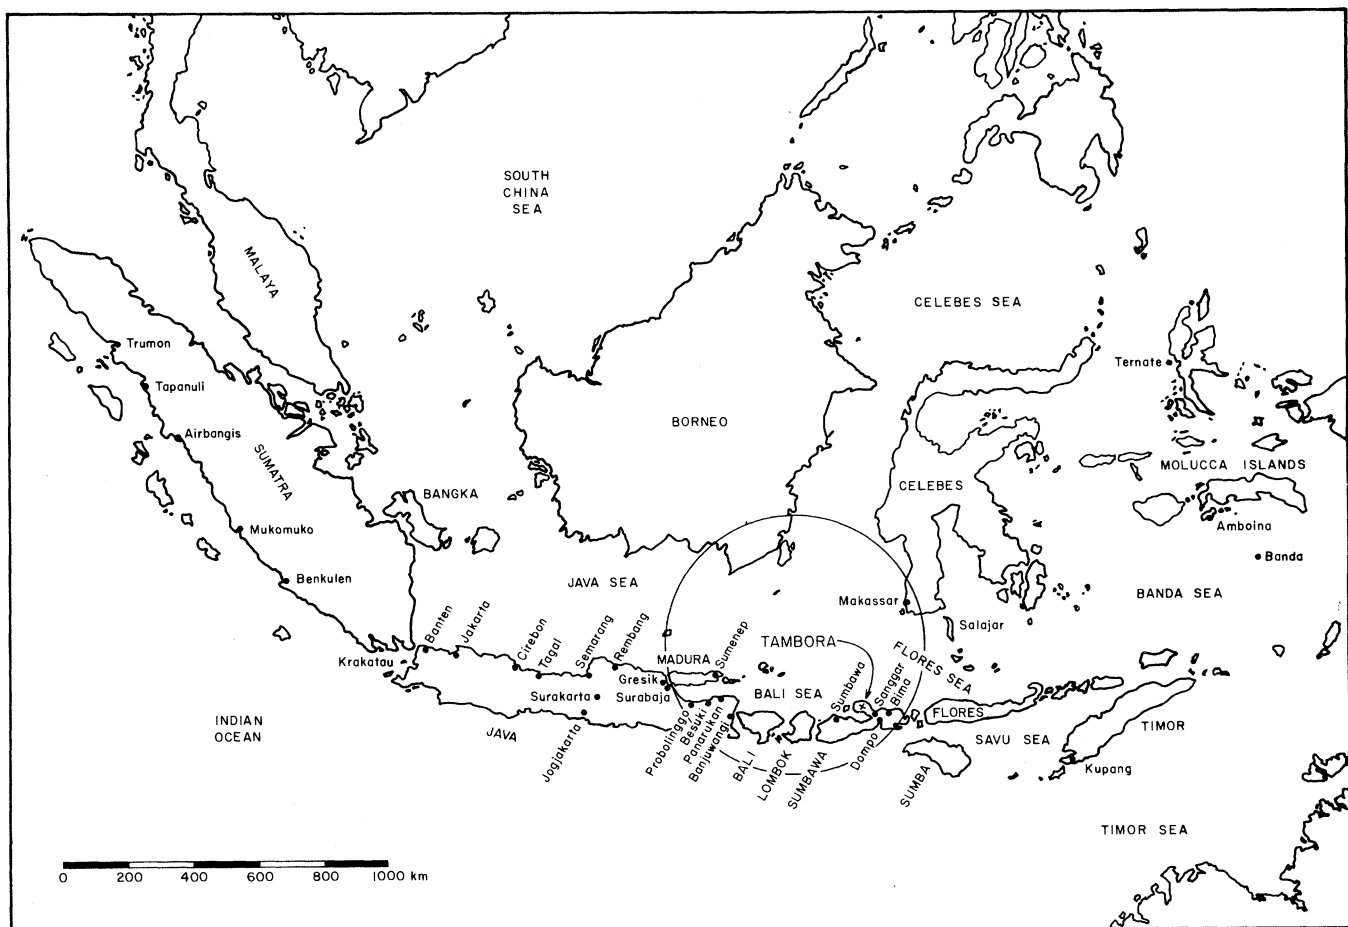 SOUTH
CHINA
SEA
MALAYA
CELEBES SEA
Trumon
Ternate
Tapanuli
BORNEO
Airbangis
SUMATRA
MOLUCCA ISLANDS
BANGKA
CELEBES
Mukomuko
Amboina
Banda
Benkulen
JAVA SEA
BANDA SEA
Makassar
Salajar
Banten
Jakarta
Cirebon
Tagal
Semarang
Rembang
TAMBORA
Krakatau
MADURA
Sumenep
FLORES SEA
Gresik
Surabaja
Surakarta
BALI SEA
Sumbawa
Sanggar
Bima
FLORES
INDIAN
OCEAN
JAVA
Jogjakarta
Probolinggo
Besuki
Panarukan
Banjuwangi
BALI
LOMBOK
SUMBAWA
Dompo
SUMBA
SAVU SEA
TIMOR
Kupang
TIMOR SEA
0 200 400 600 800 1000 km